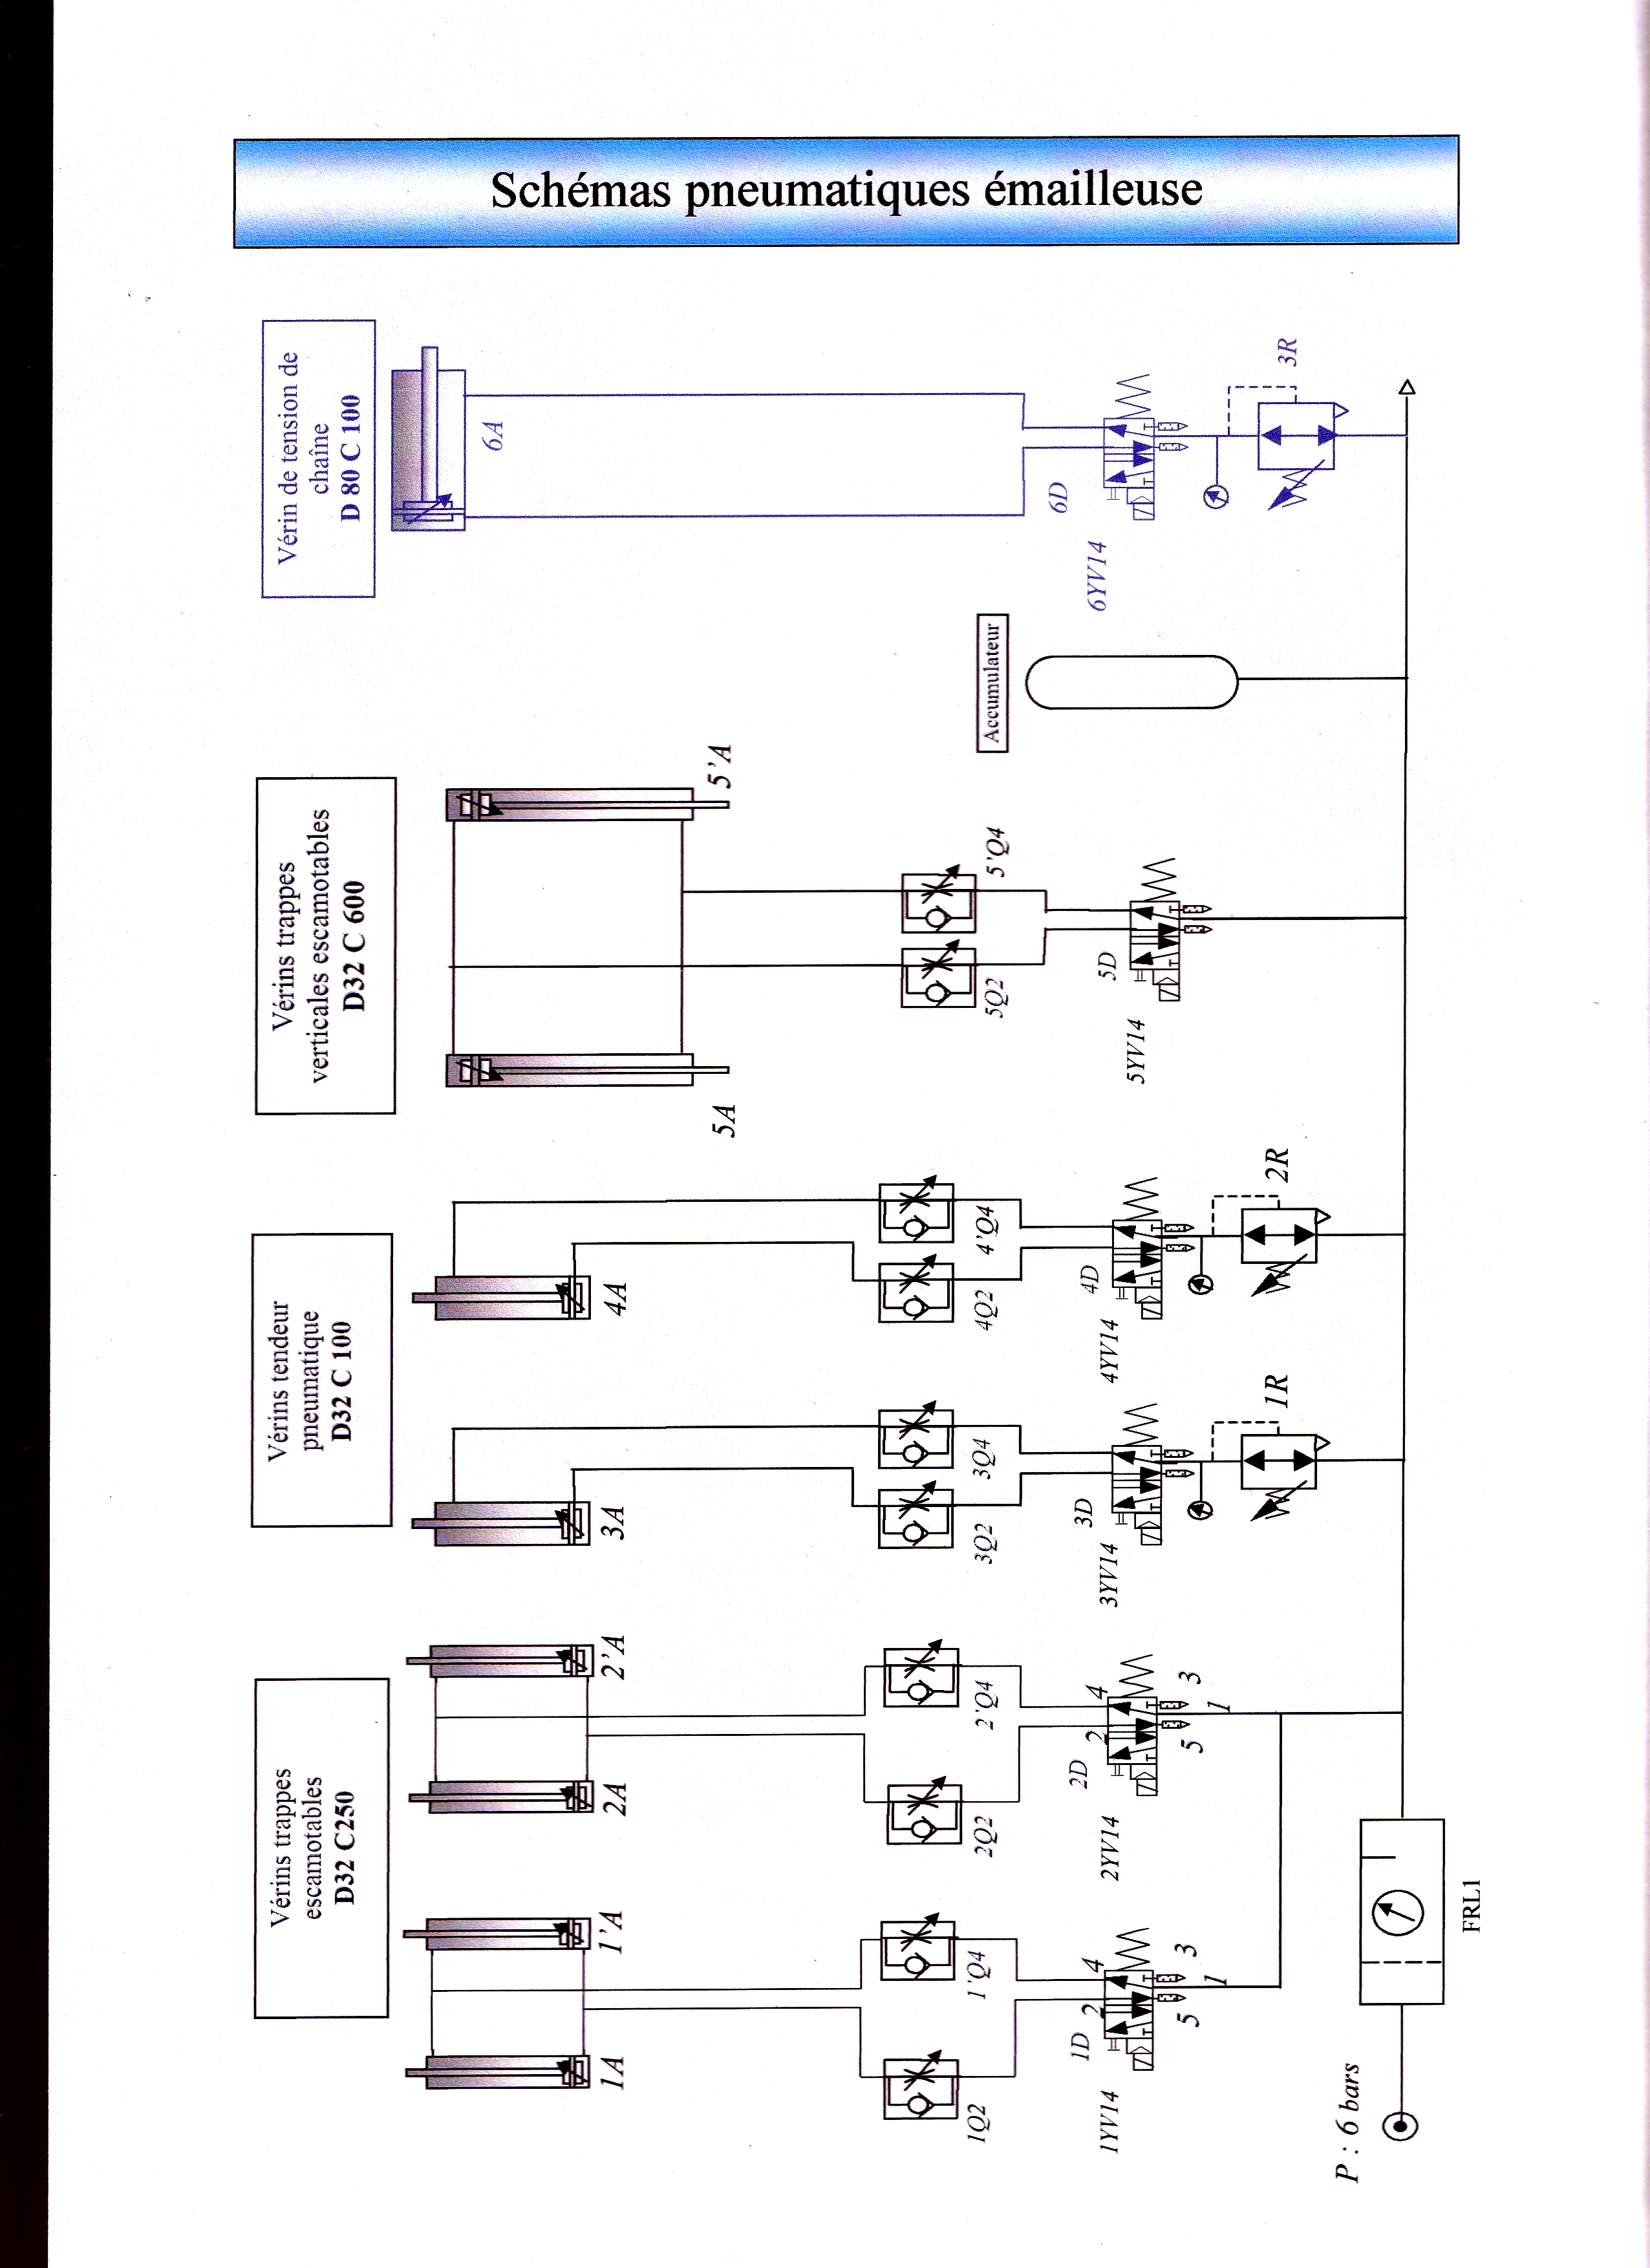 Schémas pneumatiques émailleuse
Vérins trappes
escamotables
D32 C250
Vérins tendeur
pneumatique
D32 C 100
Vérins trappes
verticales escamotables
D32 C 600
Vérin de tension de
chaîne
D 80 C 100
1A
1'A
2A
2'A
3A
4A
5A
5'A
6A
1Q2
1'Q4
2Q2
2'Q4
3Q2
3Q4
4Q2
4'Q4
5Q2
5'Q4
Accumulateur
1D
2
4
1YV14
5
1
3
2D
2
4
2YV14
5
1
3
3D
3YV14
4D
4YV14
5D
5YV14
6D
6YV14
1R
2R
3R
P : 6 bars
FRL1